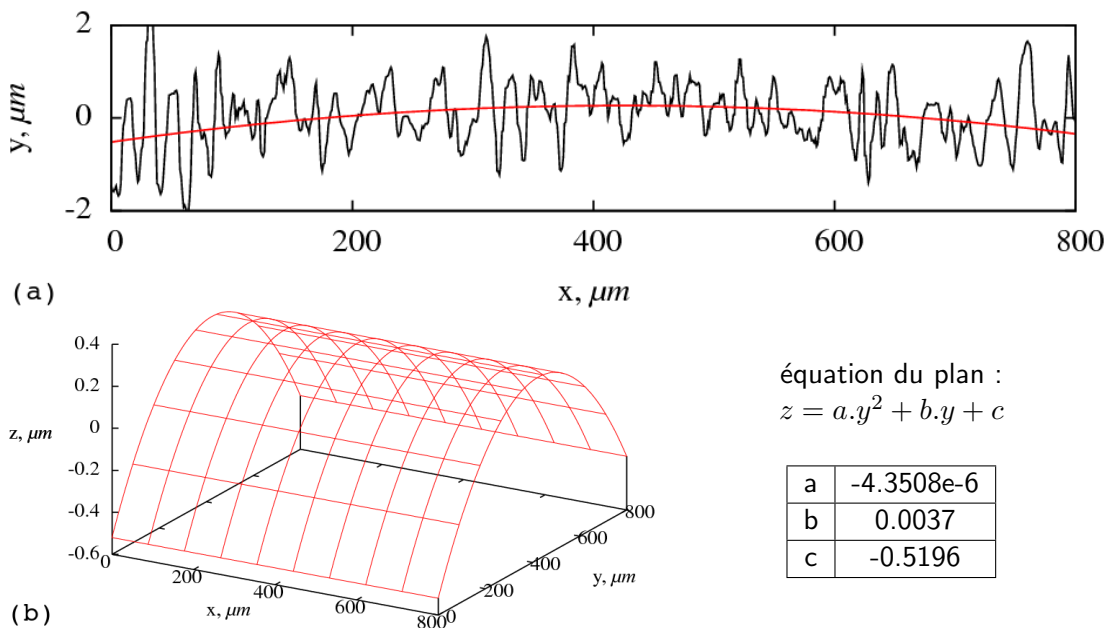 2
0
-2
y, μm
0
200
400
600
800
x, μm
(a)
0.4
0.2
0
-0.2
-0.4
-0.6
z, μm
0
200
400
600
800
x, μm
0
200
400
600
800
y, μm
(b)
équation du plan :
z = a.y² + b.y + c
a -4.3508e-6
b 0.0037
c -0.5196